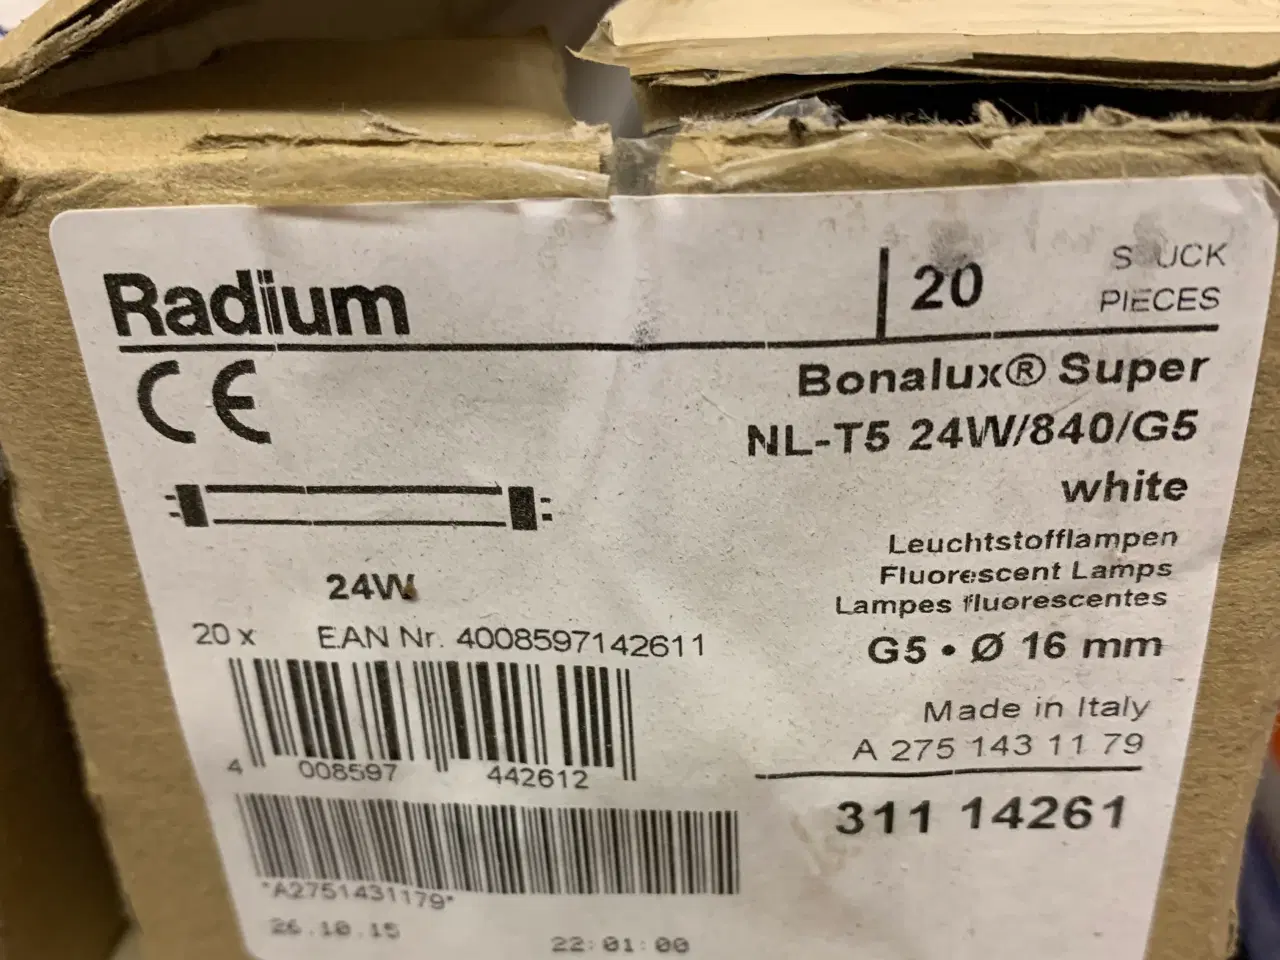 Radium
20
PIECES
CE
Bonalux® Super
NL-T5 24W/840/G5
white
Leuchtstofflampen
Fluorescent Lamps
Lampes fluorescentes
24W
20 x EAN Nr. 4008597142611
G5 • Ø 16 mm
Made in Italy
A 275 143 11 79
4 008597 442612
311 14261
*A2751431179*
26.10.15 22:01:00